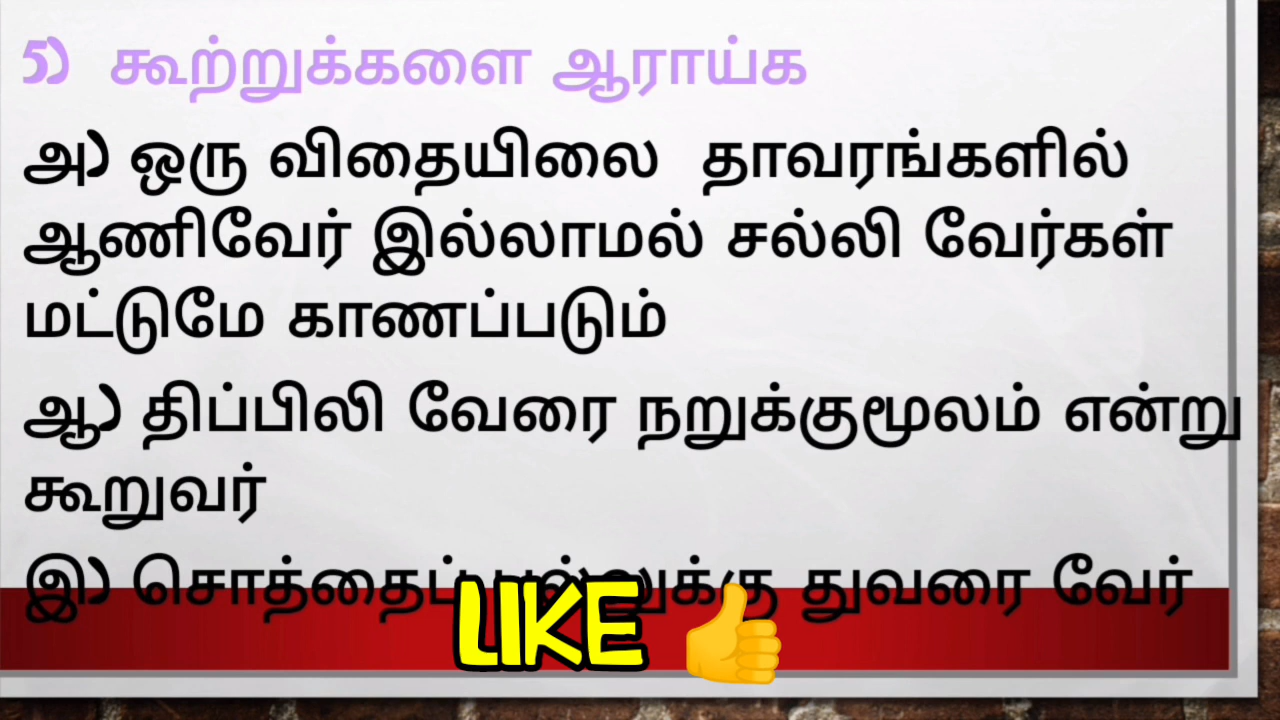 5) கூற்றுக்களை ஆராய்க
அ) ஒரு விதையிலை தாவரங்களில்
ஆணிவேர் இல்லாமல் சல்லி வேர்கள்
மட்டுமே காணப்படும்
ஆ) திப்பிலி வேரை நறுக்குமூலம் என்று
கூறுவர்
இ) சொத்தைப் பல்லுக்கு துவரை வேர்
LIKE 👍